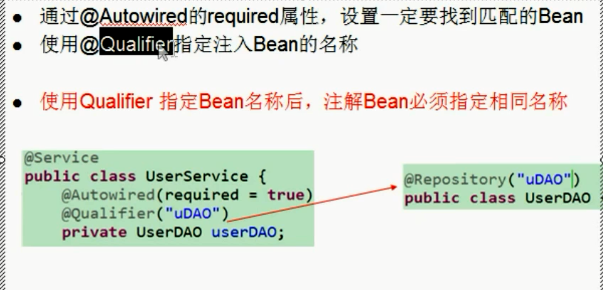 通过@Autowired的required属性，设置一定要找到匹配的Bean
使用@Qualifier指定注入Bean的名称
使用Qualifier 指定Bean名称后，注解Bean必须指定相同名称
@Service
public class UserService {
@Autowired(required = true)
@Qualifier("uDAO")
private UserDAO userDAO;
@Repository("uDAO")
public class UserDAO